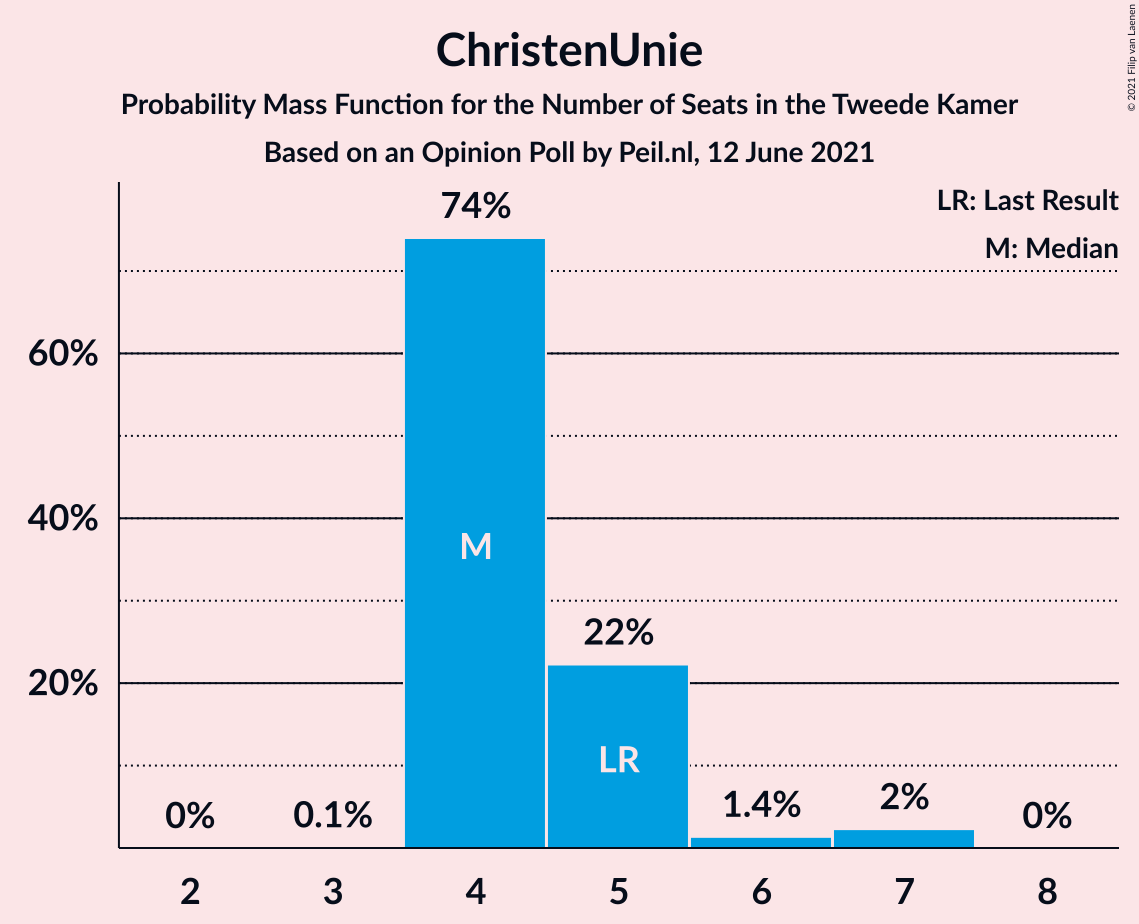 ChristenUnie
Probability Mass Function for the Number of Seats in the Tweede Kamer
Based on an Opinion Poll by Peil.nl, 12 June 2021
© 2021 Filip van Laenen
LR: Last Result
M: Median
74%
60%
40%
M
22%
20%
LR
0%
0.1%
1.4%
2%
0%
2 3 4 5 6 7 8